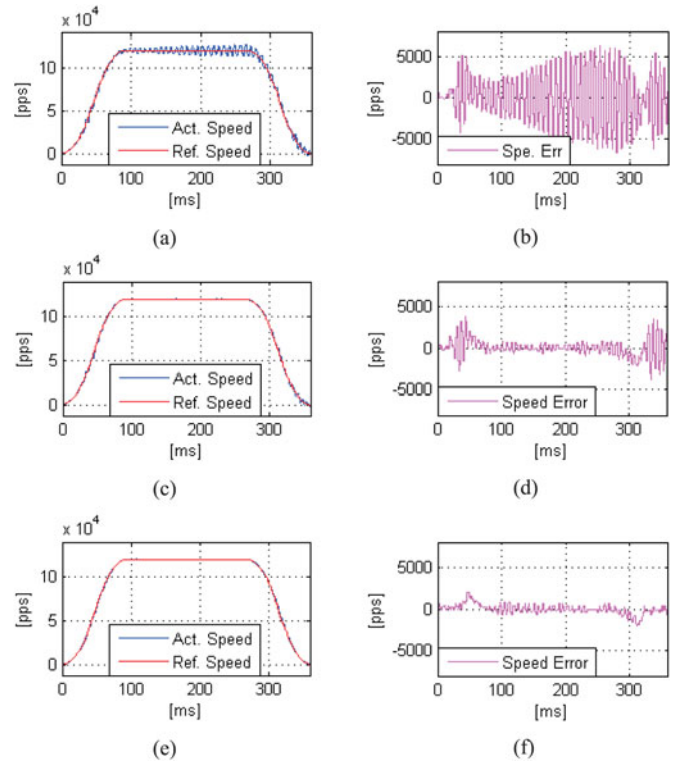 x 10^4
10
5
0
[pps]
Act. Speed
Ref. Speed
0 100 200 300
[ms]
(a)
5000
0
-5000
[pps]
Spe. Err
0 100 200 300
[ms]
(b)
x 10^4
10
5
0
[pps]
Act. Speed
Ref. Speed
0 100 200 300
[ms]
(c)
5000
0
-5000
[pps]
Speed Error
0 100 200 300
[ms]
(d)
x 10^4
10
5
0
[pps]
Act. Speed
Ref. Speed
0 100 200 300
[ms]
(e)
5000
0
-5000
[pps]
Speed Error
0 100 200 300
[ms]
(f)